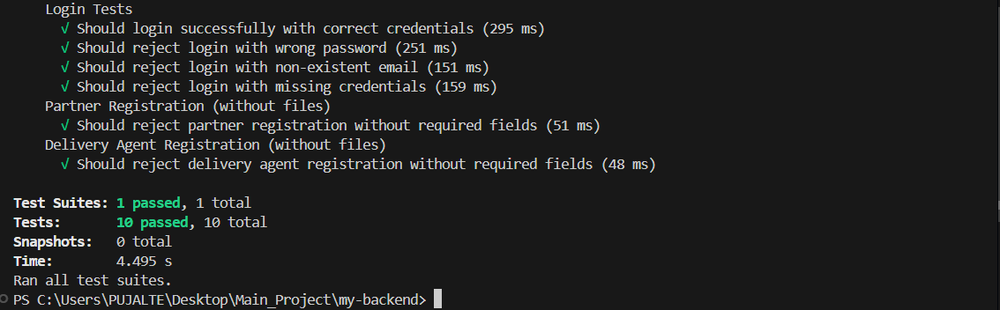 Login Tests
√ Should login successfully with correct credentials (295 ms)
√ Should reject login with wrong password (251 ms)
√ Should reject login with non-existent email (151 ms)
√ Should reject login with missing credentials (159 ms)
Partner Registration (without files)
√ Should reject partner registration without required fields (51 ms)
Delivery Agent Registration (without files)
√ Should reject delivery agent registration without required fields (48 ms)
Test Suites: 1 passed, 1 total
Tests: 10 passed, 10 total
Snapshots: 0 total
Time: 4.495 s
Ran all test suites.
PS C:\Users\PUJALTE\Desktop\Main_Project\my-backend>